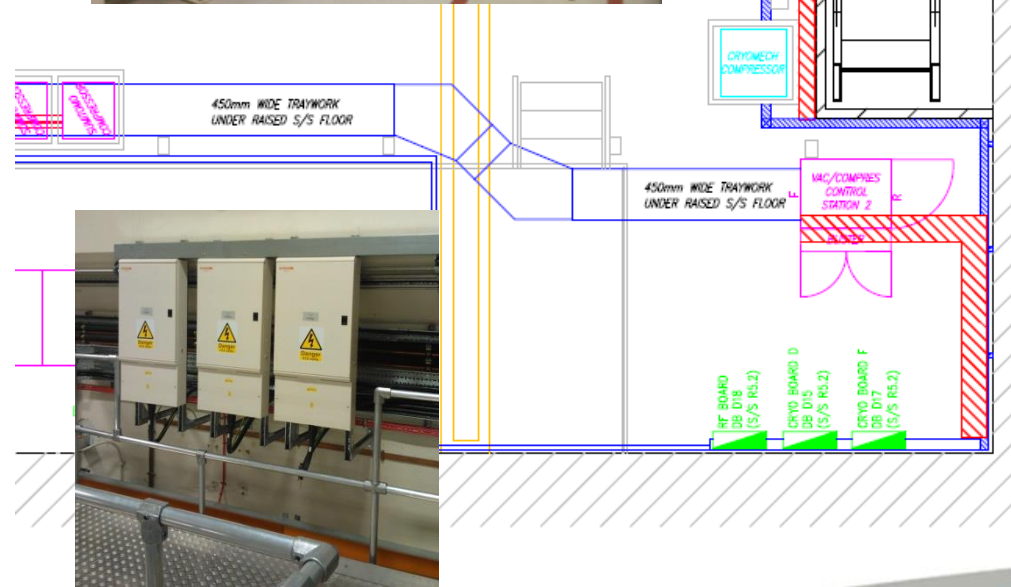 CRYOMECH
COMPRESSOR
SUMITOMO
COMPRESSOR
450mm WIDE TRAYWORK
UNDER RAISED S/S FLOOR
450mm WIDE TRAYWORK
UNDER RAISED S/S FLOOR
F
VAC/COMPRES
CONTROL
STATION 2
R
Danger
Danger
Danger
RF BOARD
DB D18
(S/S R5.2)
CRYO BOARD D
DB D15
(S/S R5.2)
CRYO BOARD F
DB D17
(S/S R5.2)